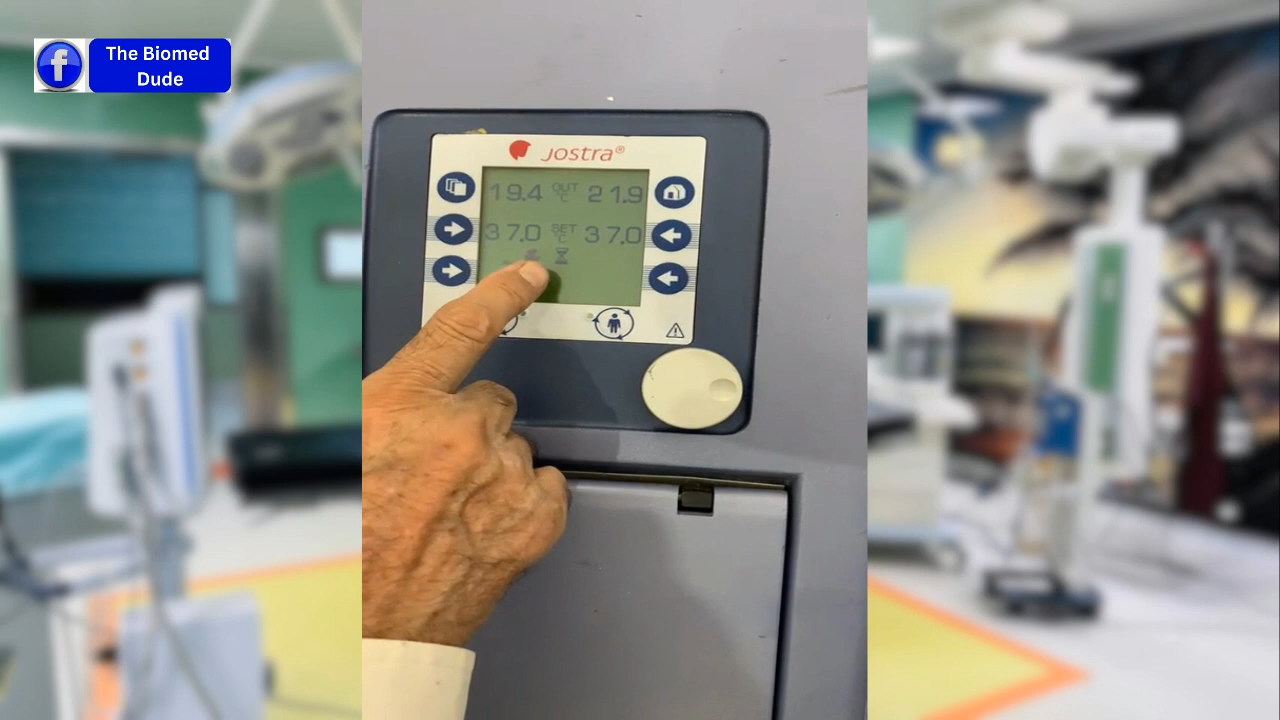 The Biomed
Dude
Jostra®
19.4 OUT °C 21.9
37.0 SET °C 37.0